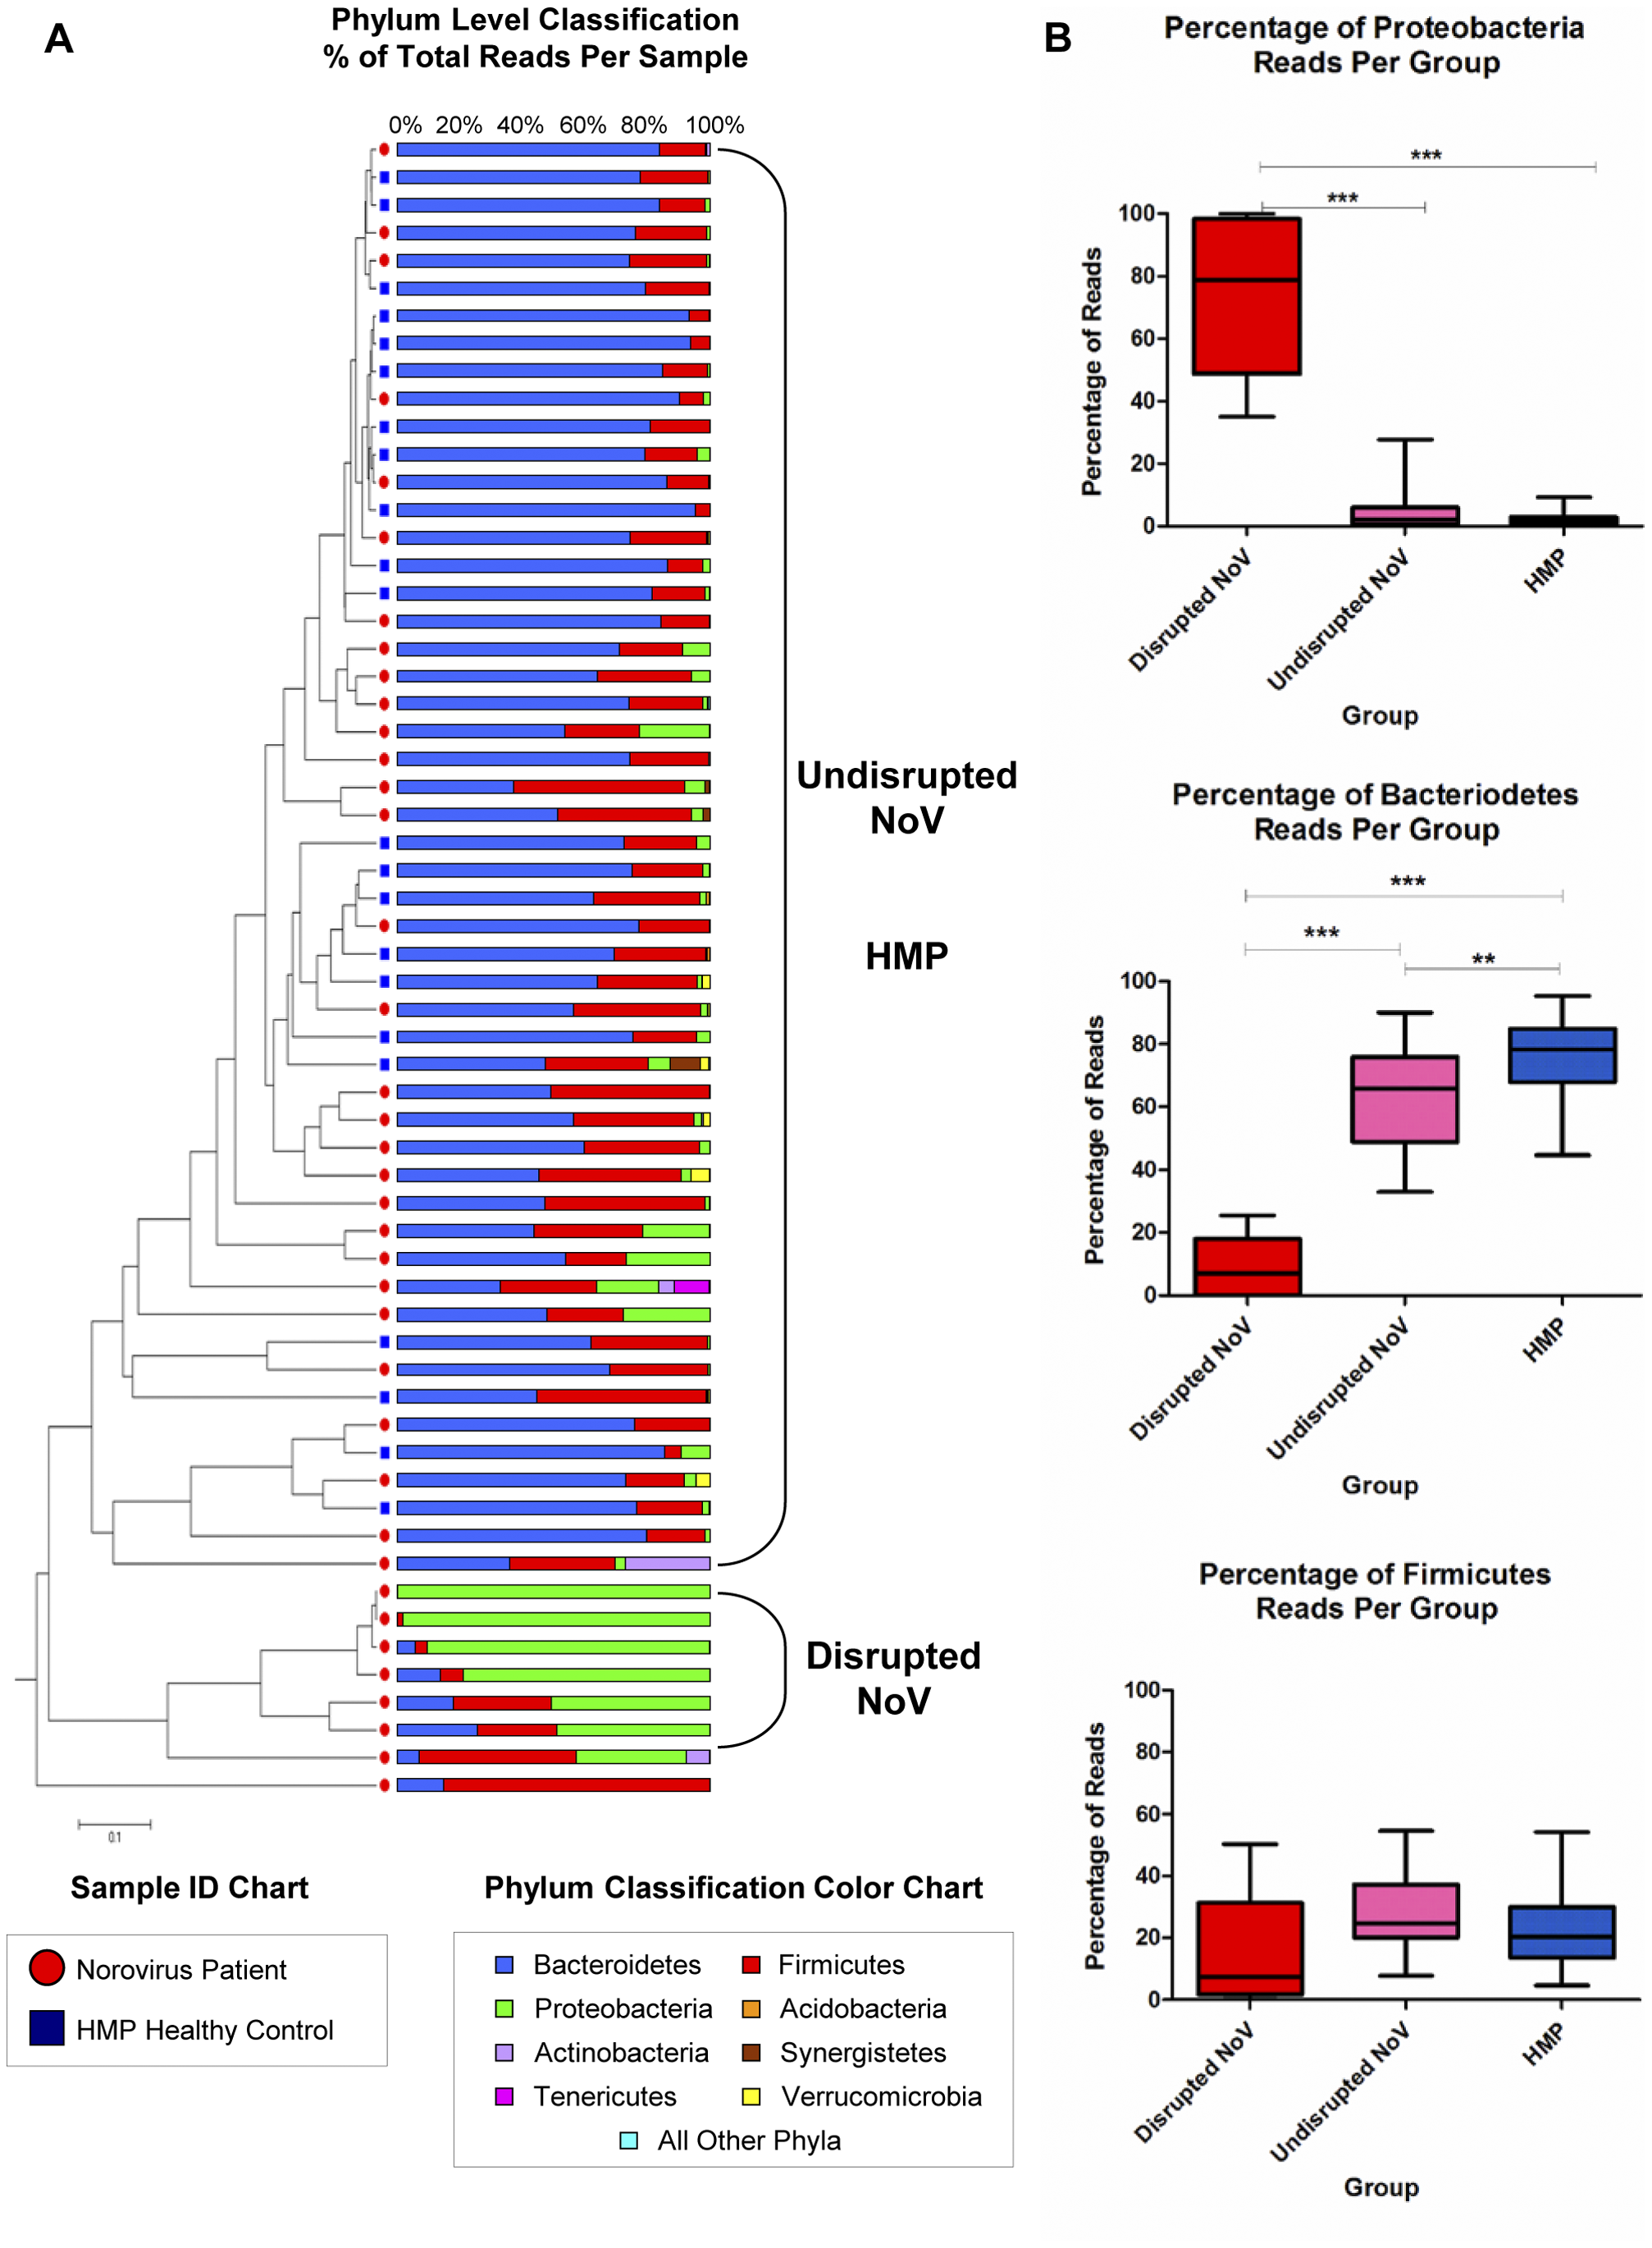 A
Phylum Level Classification
% of Total Reads Per Sample
0% 20% 40% 60% 80% 100%
Undisrupted
NoV
HMP
Disrupted
NoV
0.1
Sample ID Chart
Norovirus Patient
HMP Healthy Control
Phylum Classification Color Chart
Bacteroidetes Firmicutes
Proteobacteria Acidobacteria
Actinobacteria Synergistetes
Tenericutes Verrucomicrobia
All Other Phyla
B
Percentage of Proteobacteria
Reads Per Group
***
***
100
80
60
40
20
0
Percentage of Reads
Disrupted NoV
Undisrupted NoV
HMP
Group
Percentage of Bacteriodetes
Reads Per Group
***
***
**
100
80
60
40
20
0
Percentage of Reads
Disrupted NoV
Undisrupted NoV
HMP
Group
Percentage of Firmicutes
Reads Per Group
100
80
60
40
20
0
Percentage of Reads
Disrupted NoV
Undisrupted NoV
HMP
Group